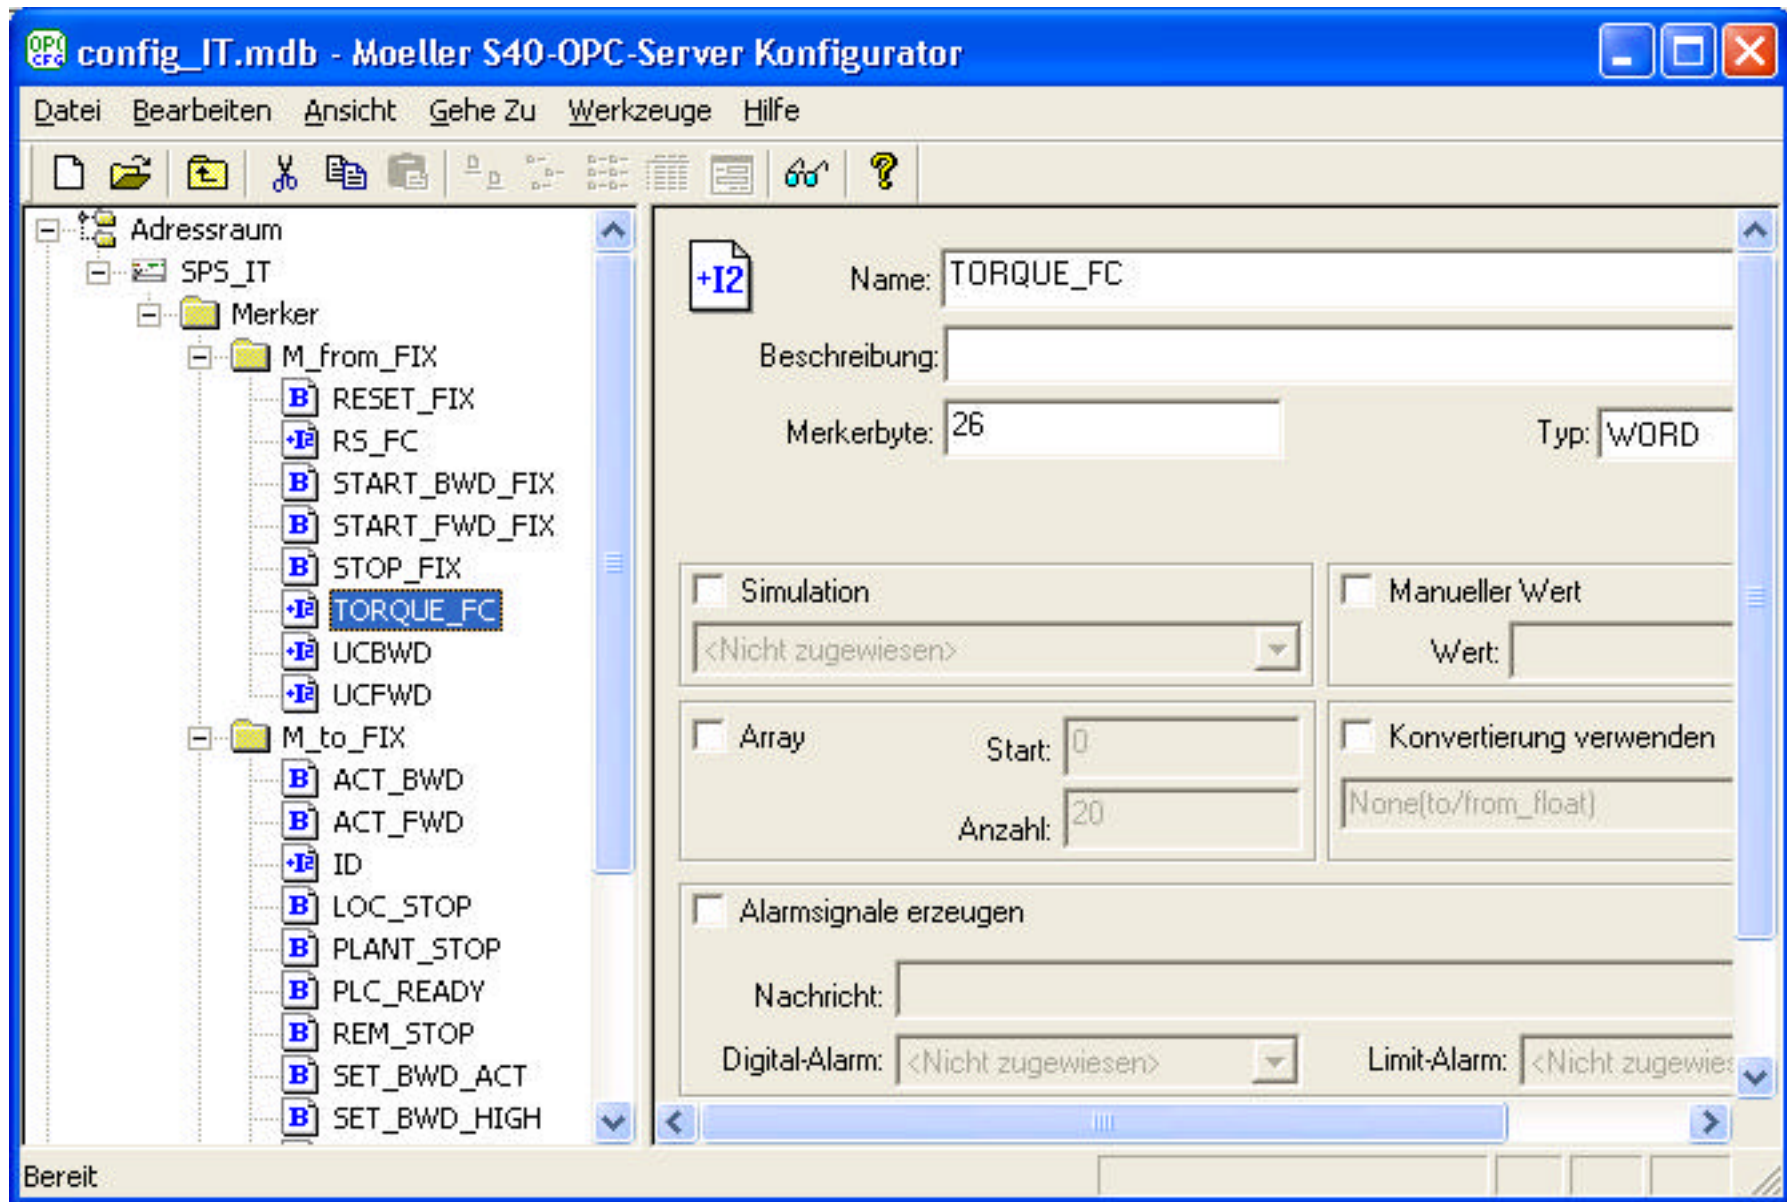 config_IT.mdb - Moeller S40-OPC-Server Konfigurator
Datei Bearbeiten Ansicht Gehe Zu Werkzeuge Hilfe
Adressraum
SPS_IT
Merker
M_from_FIX
RESET_FIX
RS_FC
START_BWD_FIX
START_FWD_FIX
STOP_FIX
TORQUE_FC
UCBWD
UCFWD
M_to_FIX
ACT_BWD
ACT_FWD
ID
LOC_STOP
PLANT_STOP
PLC_READY
REM_STOP
SET_BWD_ACT
SET_BWD_HIGH
+I2
Name: TORQUE_FC
Beschreibung:
Merkerbyte: 26 Typ: WORD
Simulation
<Nicht zugewiesen>
Manueller Wert
Wert:
Array Start: 0
Anzahl: 20
Konvertierung verwenden
None(to/from_float)
Alarmsignale erzeugen
Nachricht:
Digital-Alarm: <Nicht zugewiesen> Limit-Alarm: <Nicht zugewies
Bereit